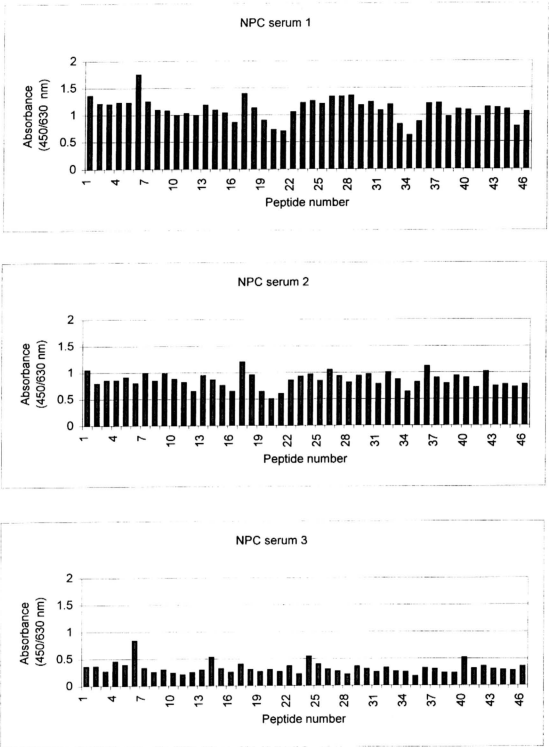 NPC serum 1
Absorbance
(450/630 nm)
2
1.5
1
0.5
0
1 4 7 10 13 16 19 22 25 28 31 34 37 40 43 46
Peptide number
NPC serum 2
Absorbance
(450/630 nm)
2
1.5
1
0.5
0
1 4 7 10 13 16 19 22 25 28 31 34 37 40 43 46
Peptide number
NPC serum 3
Absorbance
(450/630 nm)
2
1.5
1
0.5
0
1 4 7 10 13 16 19 22 25 28 31 34 37 40 43 46
Peptide number